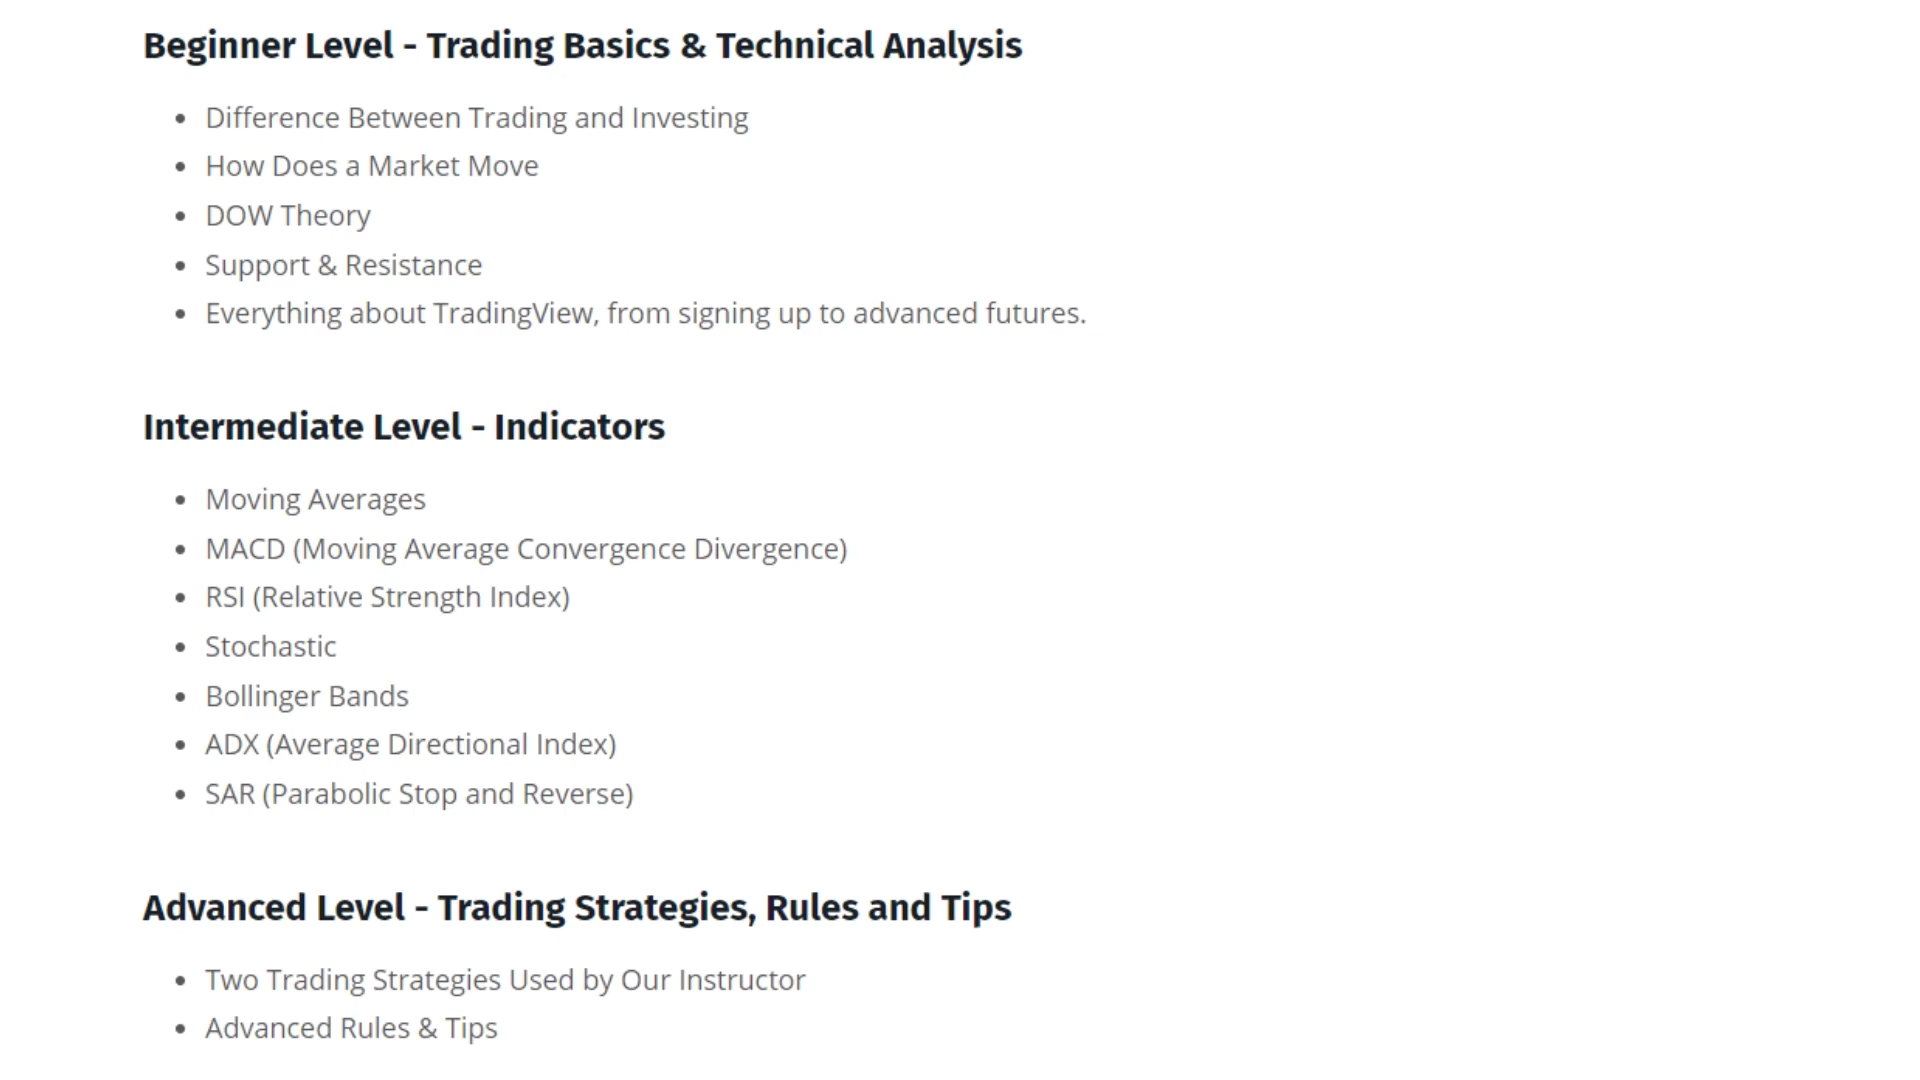 Beginner Level - Trading Basics & Technical Analysis
• Difference Between Trading and Investing
• How Does a Market Move
• DOW Theory
• Support & Resistance
• Everything about TradingView, from signing up to advanced futures.
Intermediate Level - Indicators
• Moving Averages
• MACD (Moving Average Convergence Divergence)
• RSI (Relative Strength Index)
• Stochastic
• Bollinger Bands
• ADX (Average Directional Index)
• SAR (Parabolic Stop and Reverse)
Advanced Level - Trading Strategies, Rules and Tips
• Two Trading Strategies Used by Our Instructor
• Advanced Rules & Tips